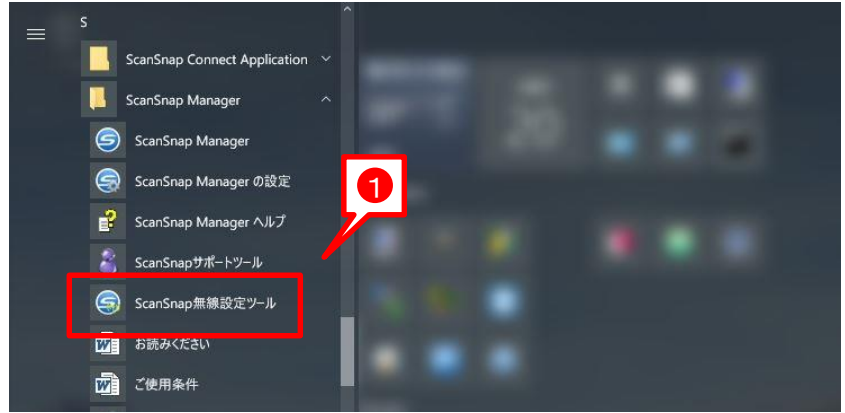 S
ScanSnap Connect Application
ScanSnap Manager
ScanSnap Manager
ScanSnap Manager の設定
1
ScanSnap Manager ヘルプ
ScanSnapサポートツール
ScanSnap無線設定ツール
お読みください
ご使用条件